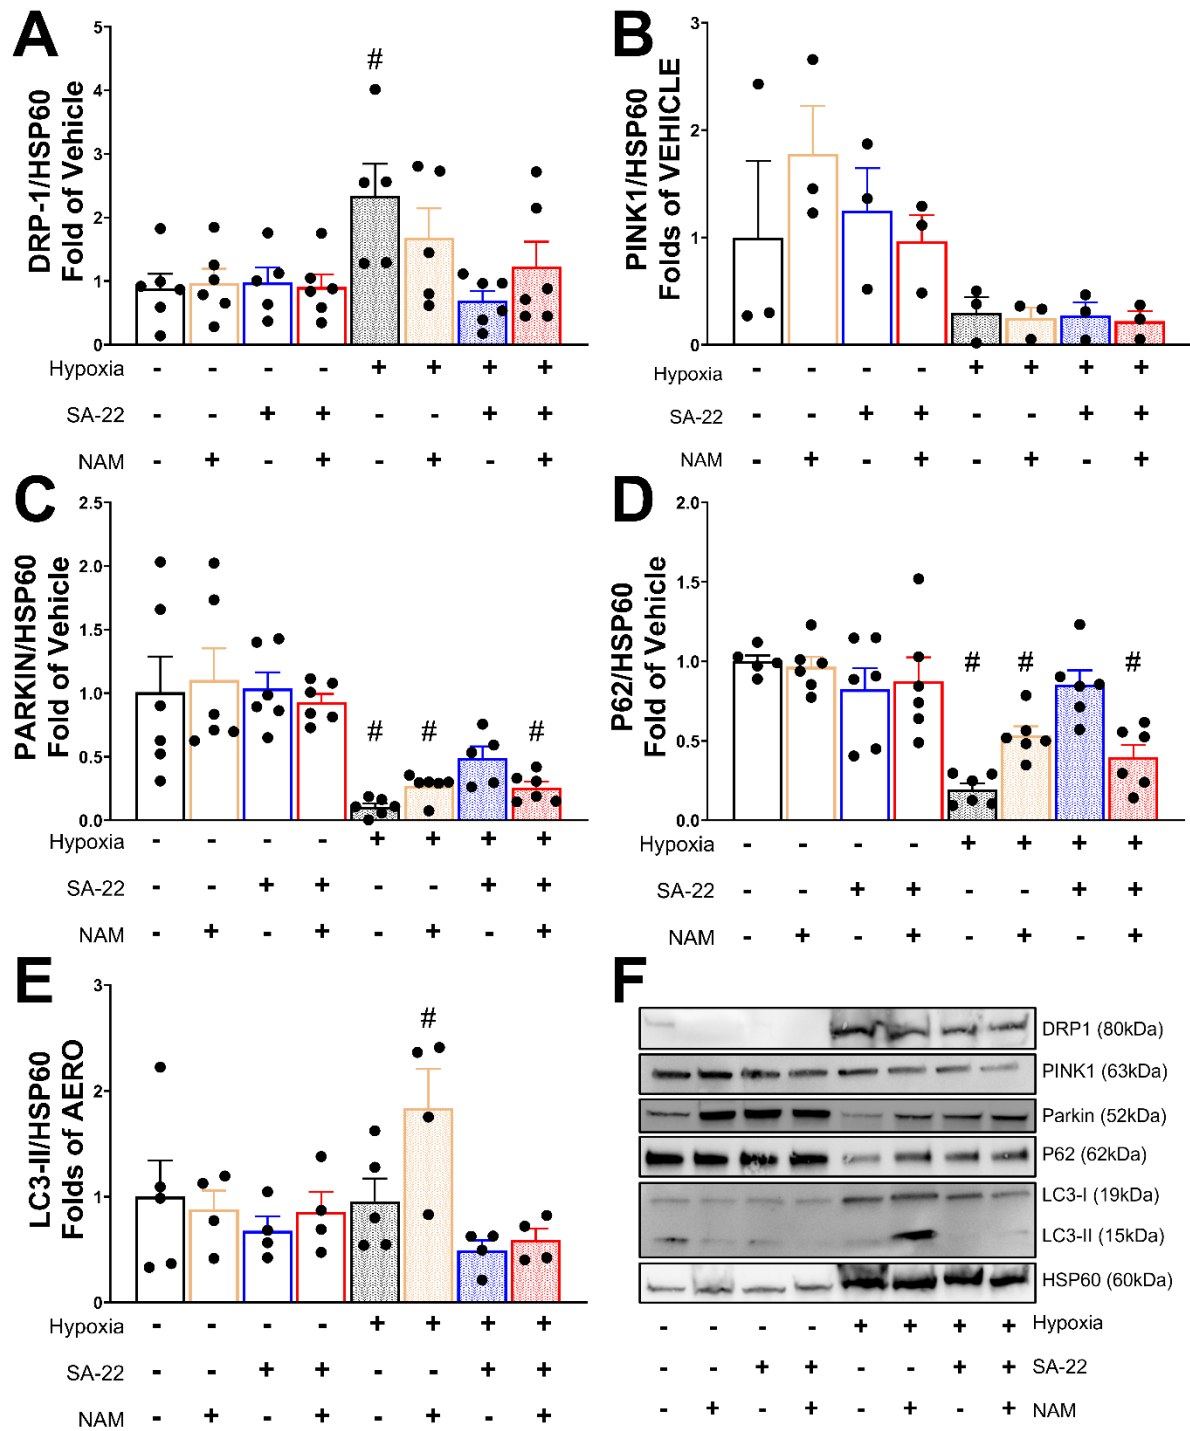 A
DRP-1/HSP60
Fold of Vehicle
5
4
3
2
1
0
#
Hypoxia - - - - + + + +
SA-22 - - + + - - + +
NAM - + - + - + - +
B
PINK1/HSP60
Folds of VEHICLE
3
2
1
0
Hypoxia - - - - + + + +
SA-22 - - + + - - + +
NAM - + - + - + - +
C
PARKIN/HSP60
Fold of Vehicle
2.5
2.0
1.5
1.0
0.5
0.0
# # #
Hypoxia - - - - + + + +
SA-22 - - + + - - + +
NAM - + - + - + - +
D
P62/HSP60
Fold of Vehicle
2.0
1.5
1.0
0.5
0.0
# # #
Hypoxia - - - - + + + +
SA-22 - - + + - - + +
NAM - + - + - + - +
E
LC3-II/HSP60
Folds of AERO
3
2
1
0
#
Hypoxia - - - - + + + +
SA-22 - - + + - - + +
NAM - + - + - + - +
F
DRP1 (80kDa)
PINK1 (63kDa)
Parkin (52kDa)
P62 (62kDa)
LC3-I (19kDa)
LC3-II (15kDa)
HSP60 (60kDa)
- - - - + + + + Hypoxia
- - + + - - + + SA-22
- + - + - + - + NAM